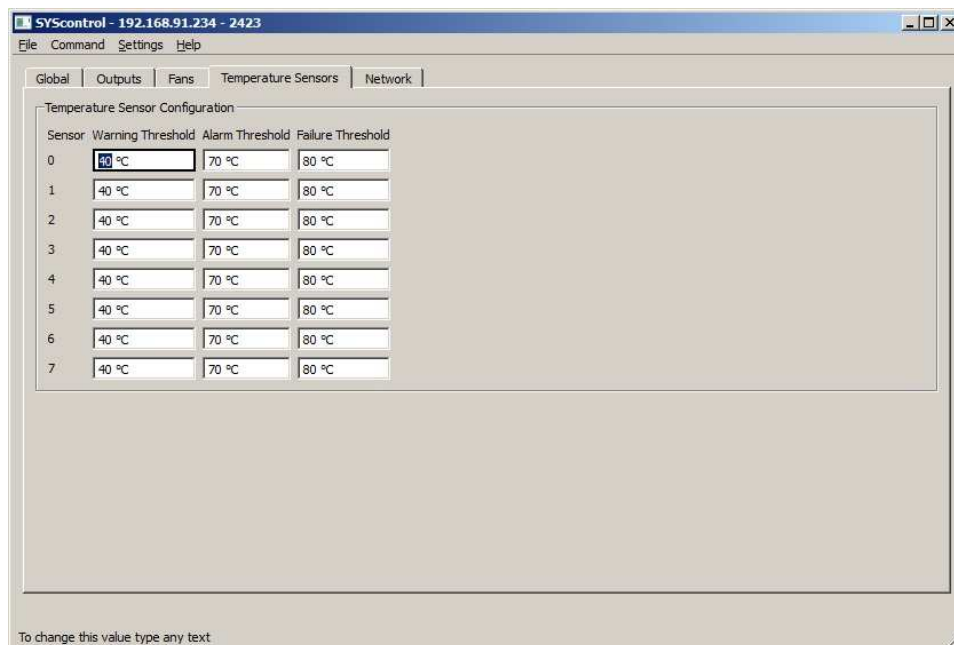 SYScontrol - 192.168.91.234 - 2423
File Command Settings Help
Global Outputs Fans Temperature Sensors Network
Temperature Sensor Configuration
Sensor Warning Threshold Alarm Threshold Failure Threshold
0 40 °C 70 °C 80 °C
1 40 °C 70 °C 80 °C
2 40 °C 70 °C 80 °C
3 40 °C 70 °C 80 °C
4 40 °C 70 °C 80 °C
5 40 °C 70 °C 80 °C
6 40 °C 70 °C 80 °C
7 40 °C 70 °C 80 °C
To change this value type any text